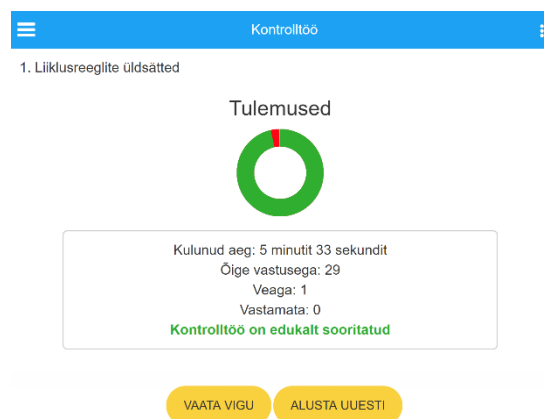 Kontrolltöö
1. Liiklusreeglite üldsätted
Tulemused
Kulunud aeg: 5 minutit 33 sekundit
Õige vastusega: 29
Veaga: 1
Vastamata: 0
Kontrolltöö on edukalt sooritatud
VAATA VIGU
ALUSTA UUESTI